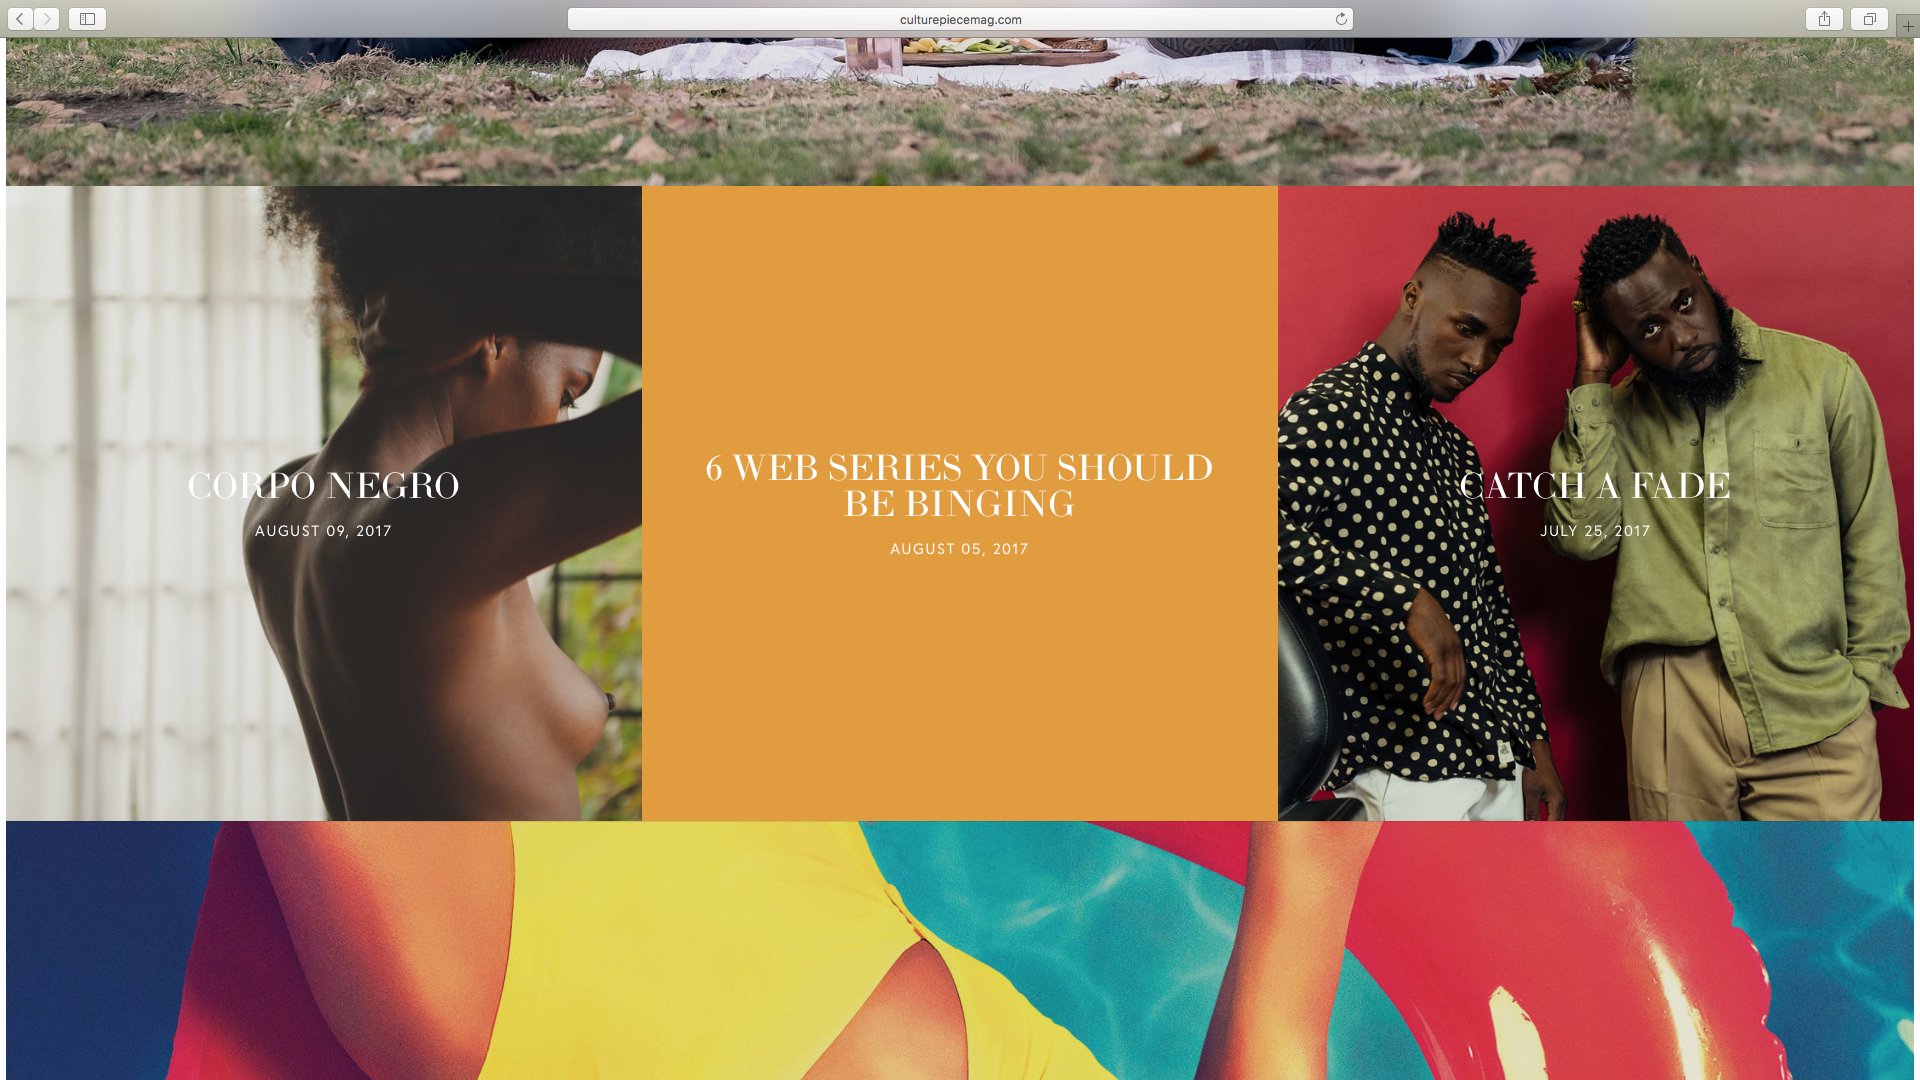 culturepiecemag.com
CORPO NEGRO
AUGUST 09, 2017
6 WEB SERIES YOU SHOULD
BE BINGING
AUGUST 05, 2017
CATCH A FADE
JULY 25, 2017